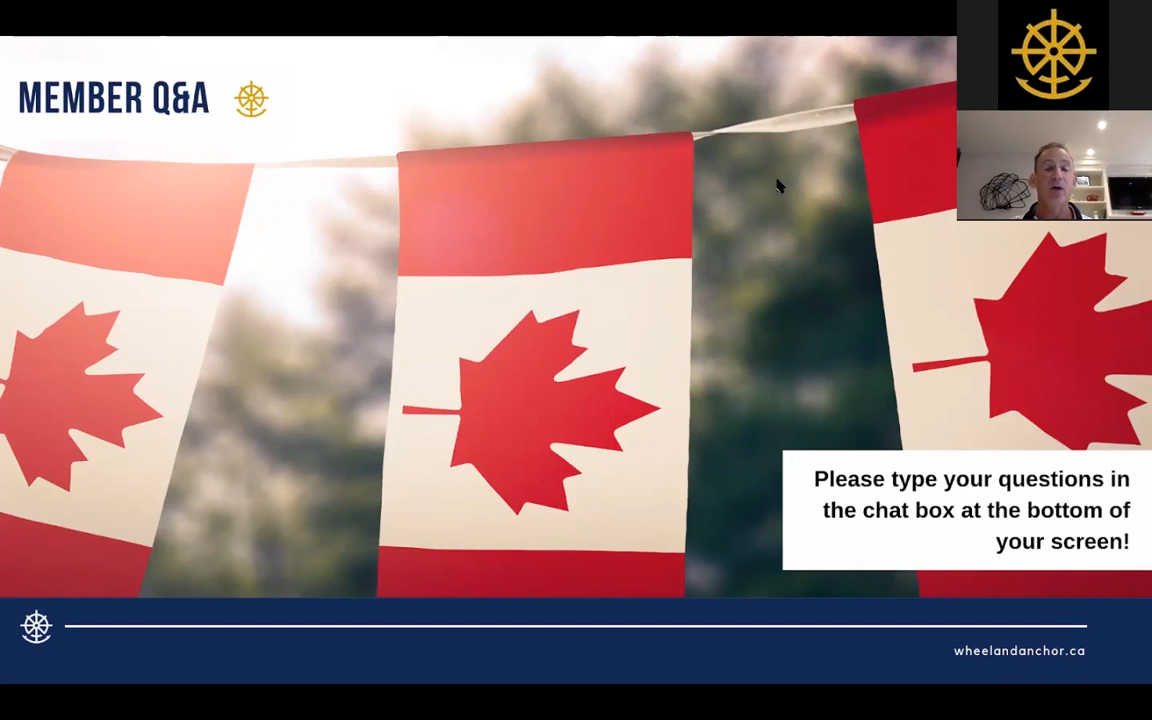 MEMBER Q&A
Please type your questions in
the chat box at the bottom of
your screen!
wheelandanchor.ca